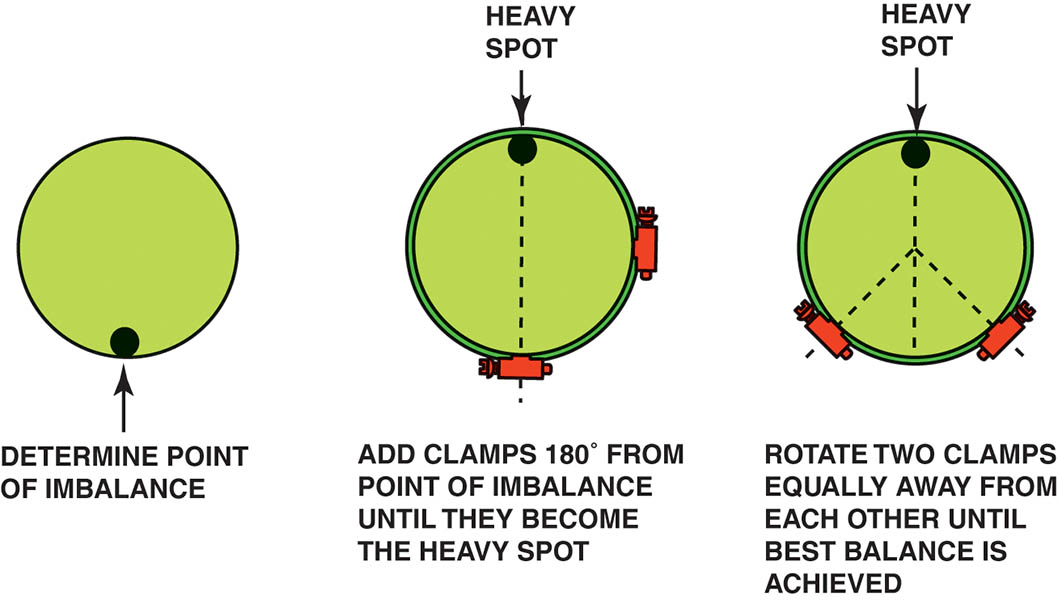 DETERMINE POINT
OF IMBALANCE
HEAVY
SPOT
ADD CLAMPS 180° FROM
POINT OF IMBALANCE
UNTIL THEY BECOME
THE HEAVY SPOT
HEAVY
SPOT
ROTATE TWO CLAMPS
EQUALLY AWAY FROM
EACH OTHER UNTIL
BEST BALANCE IS
ACHIEVED